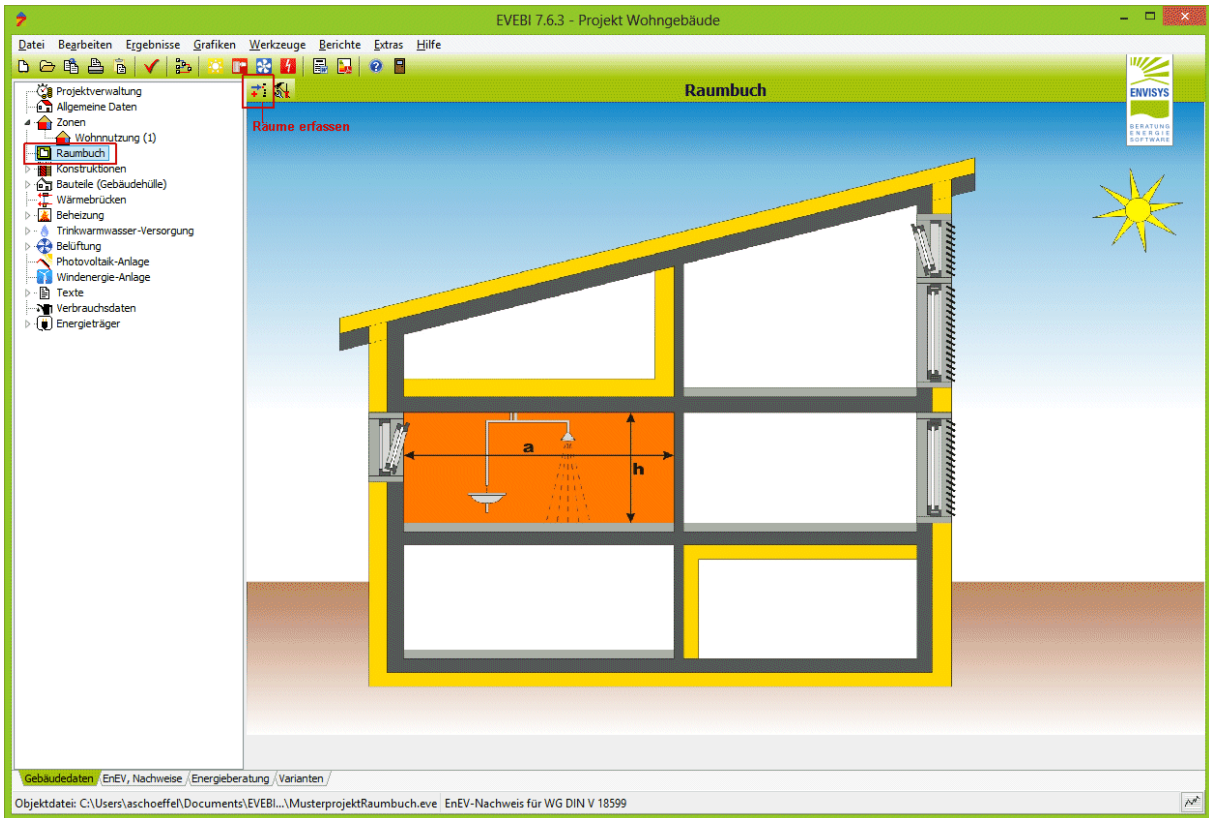 EVEBI 7.6.3 - Projekt Wohngebäude
Datei Bearbeiten Ergebnisse Grafiken Werkzeuge Berichte Extras Hilfe
Raumbuch
ENVISYS
BERATUNG
ENERGIE
SOFTWARE
Räume erfassen
Projektverwaltung
Allgemeine Daten
Zonen
Wohnnutzung (1)
Raumbuch
Konstruktionen
Bauteile (Gebäudehülle)
Wärmebrücken
Beheizung
Trinkwarmwasser-Versorgung
Belüftung
Photovoltaik-Anlage
Windenergie-Anlage
Texte
Verbrauchsdaten
Energieträger
a
h
Gebäudedaten EnEV, Nachweise Energieberatung Varianten
Objektdatei: C:\Users\aschoeffel\Documents\EVEBI...\MusterprojektRaumbuch.eve EnEV-Nachweis für WG DIN V 18599